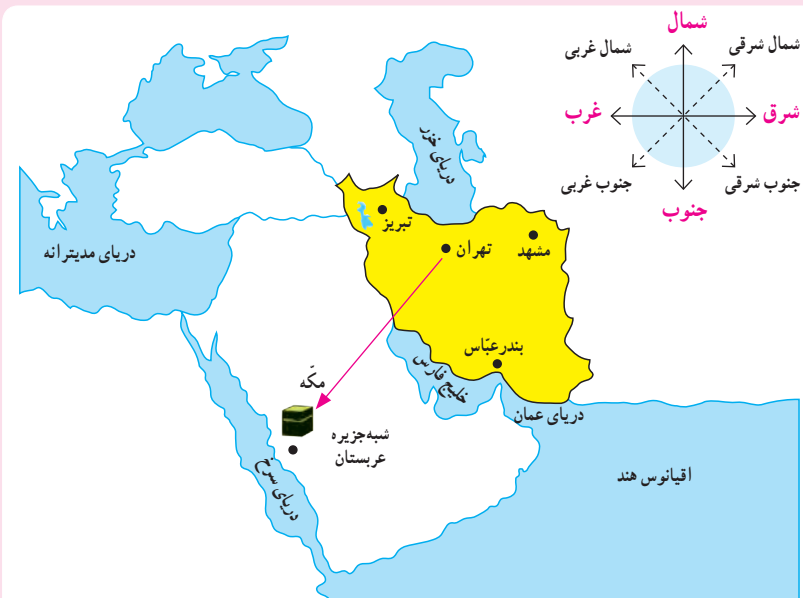 شمال
شمال شرقی
شمال غربی
شرق
غرب
جنوب شرقی
جنوب غربی
جنوب
دریای خزر
تبریز
تهران
مشهد
دریای مدیترانه
بندرعبّاس
خلیج فارس
مکّه
دریای عمان
شبه‌جزیره
عربستان
دریای سرخ
اقیانوس هند